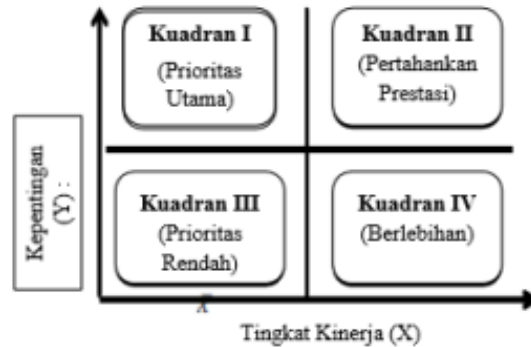 Kuadran I
(Prioritas
Utama)
Kuadran II
(Pertahankan
Prestasi)
Kepentingan
(Y) :
Kuadran III
(Prioritas
Rendah)
Kuadran IV
(Berlebihan)
X
Tingkat Kinerja (X)